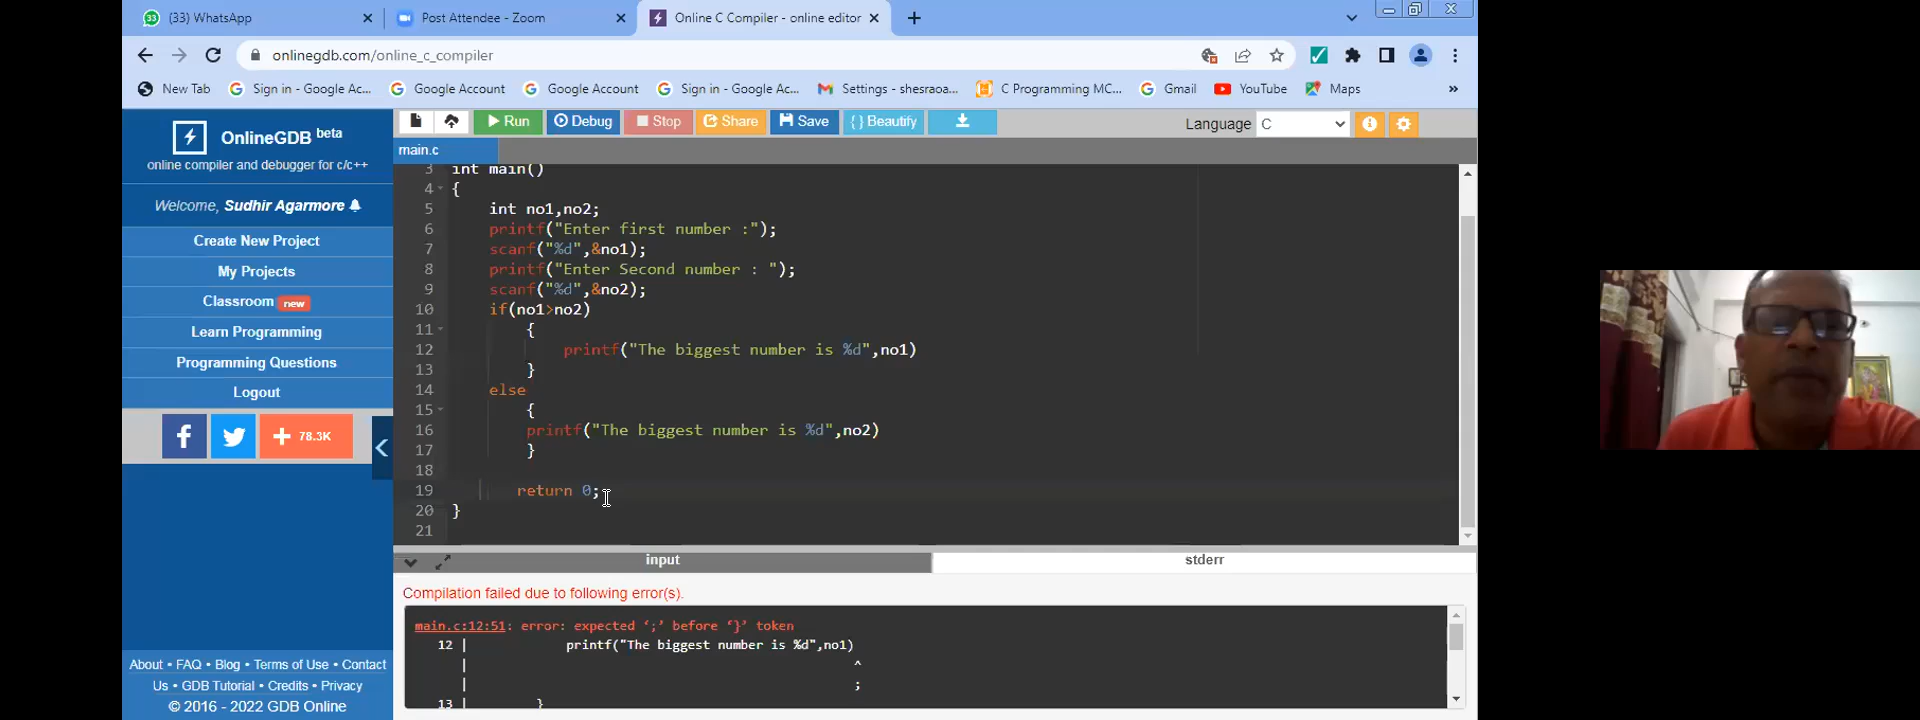 (33) WhatsApp
Post Attendee - Zoom
Online C Compiler - online editor
onlinegdb.com/online_c_compiler
New Tab
Sign in - Google Ac...
Google Account
Google Account
Sign in - Google Ac...
Settings - shesraoa...
C Programming MC...
Gmail
YouTube
Maps
»
OnlineGDB beta
online compiler and debugger for c/c++
Welcome, Sudhir Agarmore
Create New Project
My Projects
Classroom new
Learn Programming
Programming Questions
Logout
f
+ 78.3K
About • FAQ • Blog • Terms of Use • Contact
Us • GDB Tutorial • Credits • Privacy
© 2016 - 2022 GDB Online
Run
Debug
Stop
Share
Save
{ } Beautify
Language C
main.c
3 int main()
4 {
5 int no1,no2;
6 printf("Enter first number :");
7 scanf("%d",&no1);
8 printf("Enter Second number : ");
9 scanf("%d",&no2);
10 if(no1>no2)
11 {
12 printf("The biggest number is %d",no1)
13 }
14 else
15 {
16 printf("The biggest number is %d",no2)
17 }
18
19 return 0;
20 }
21
input
stderr
Compilation failed due to following error(s).
main.c:12:51: error: expected ‘;’ before ‘}’ token
12 | printf("The biggest number is %d",no1)
| ^
| ;
13 | }